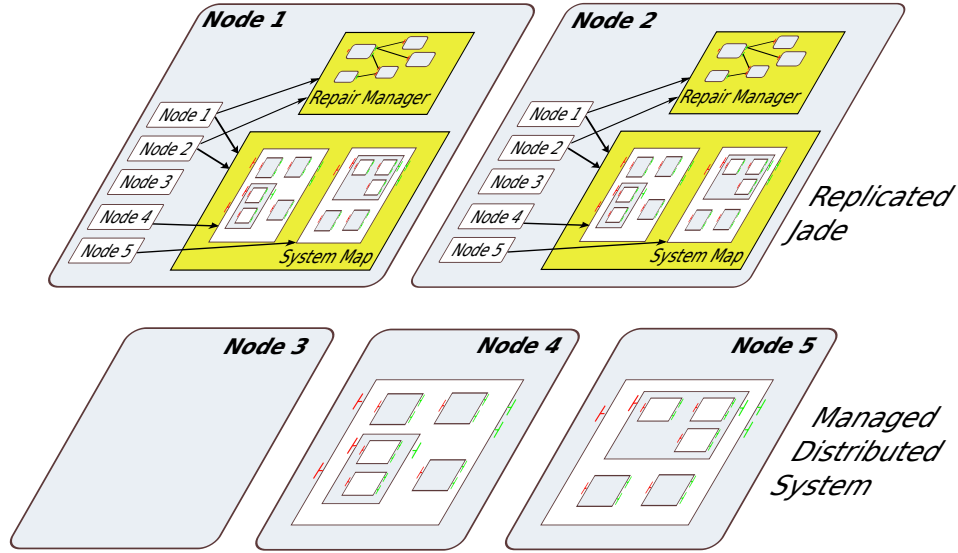 Node 1
Repair Manager
Node 1
Node 2
Node 3
Node 4
Node 5
System Map
Node 2
Repair Manager
Node 1
Node 2
Node 3
Node 4
Node 5
System Map
Replicated
Jade
Node 3
Node 4
Node 5
Managed
Distributed
System